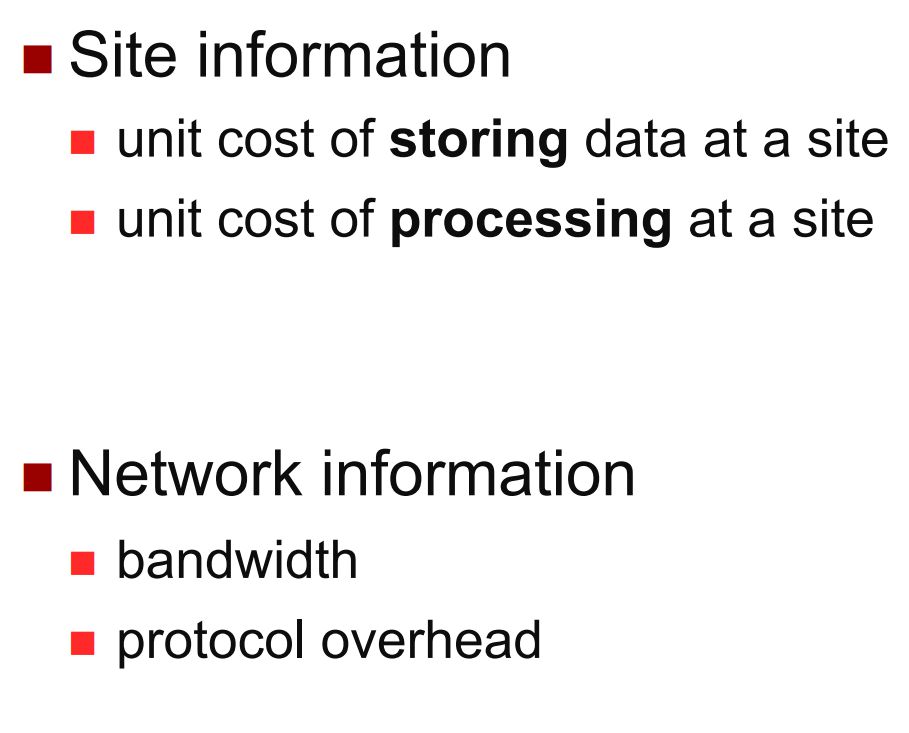 Site information
unit cost of storing data at a site
unit cost of processing at a site
Network information
bandwidth
protocol overhead